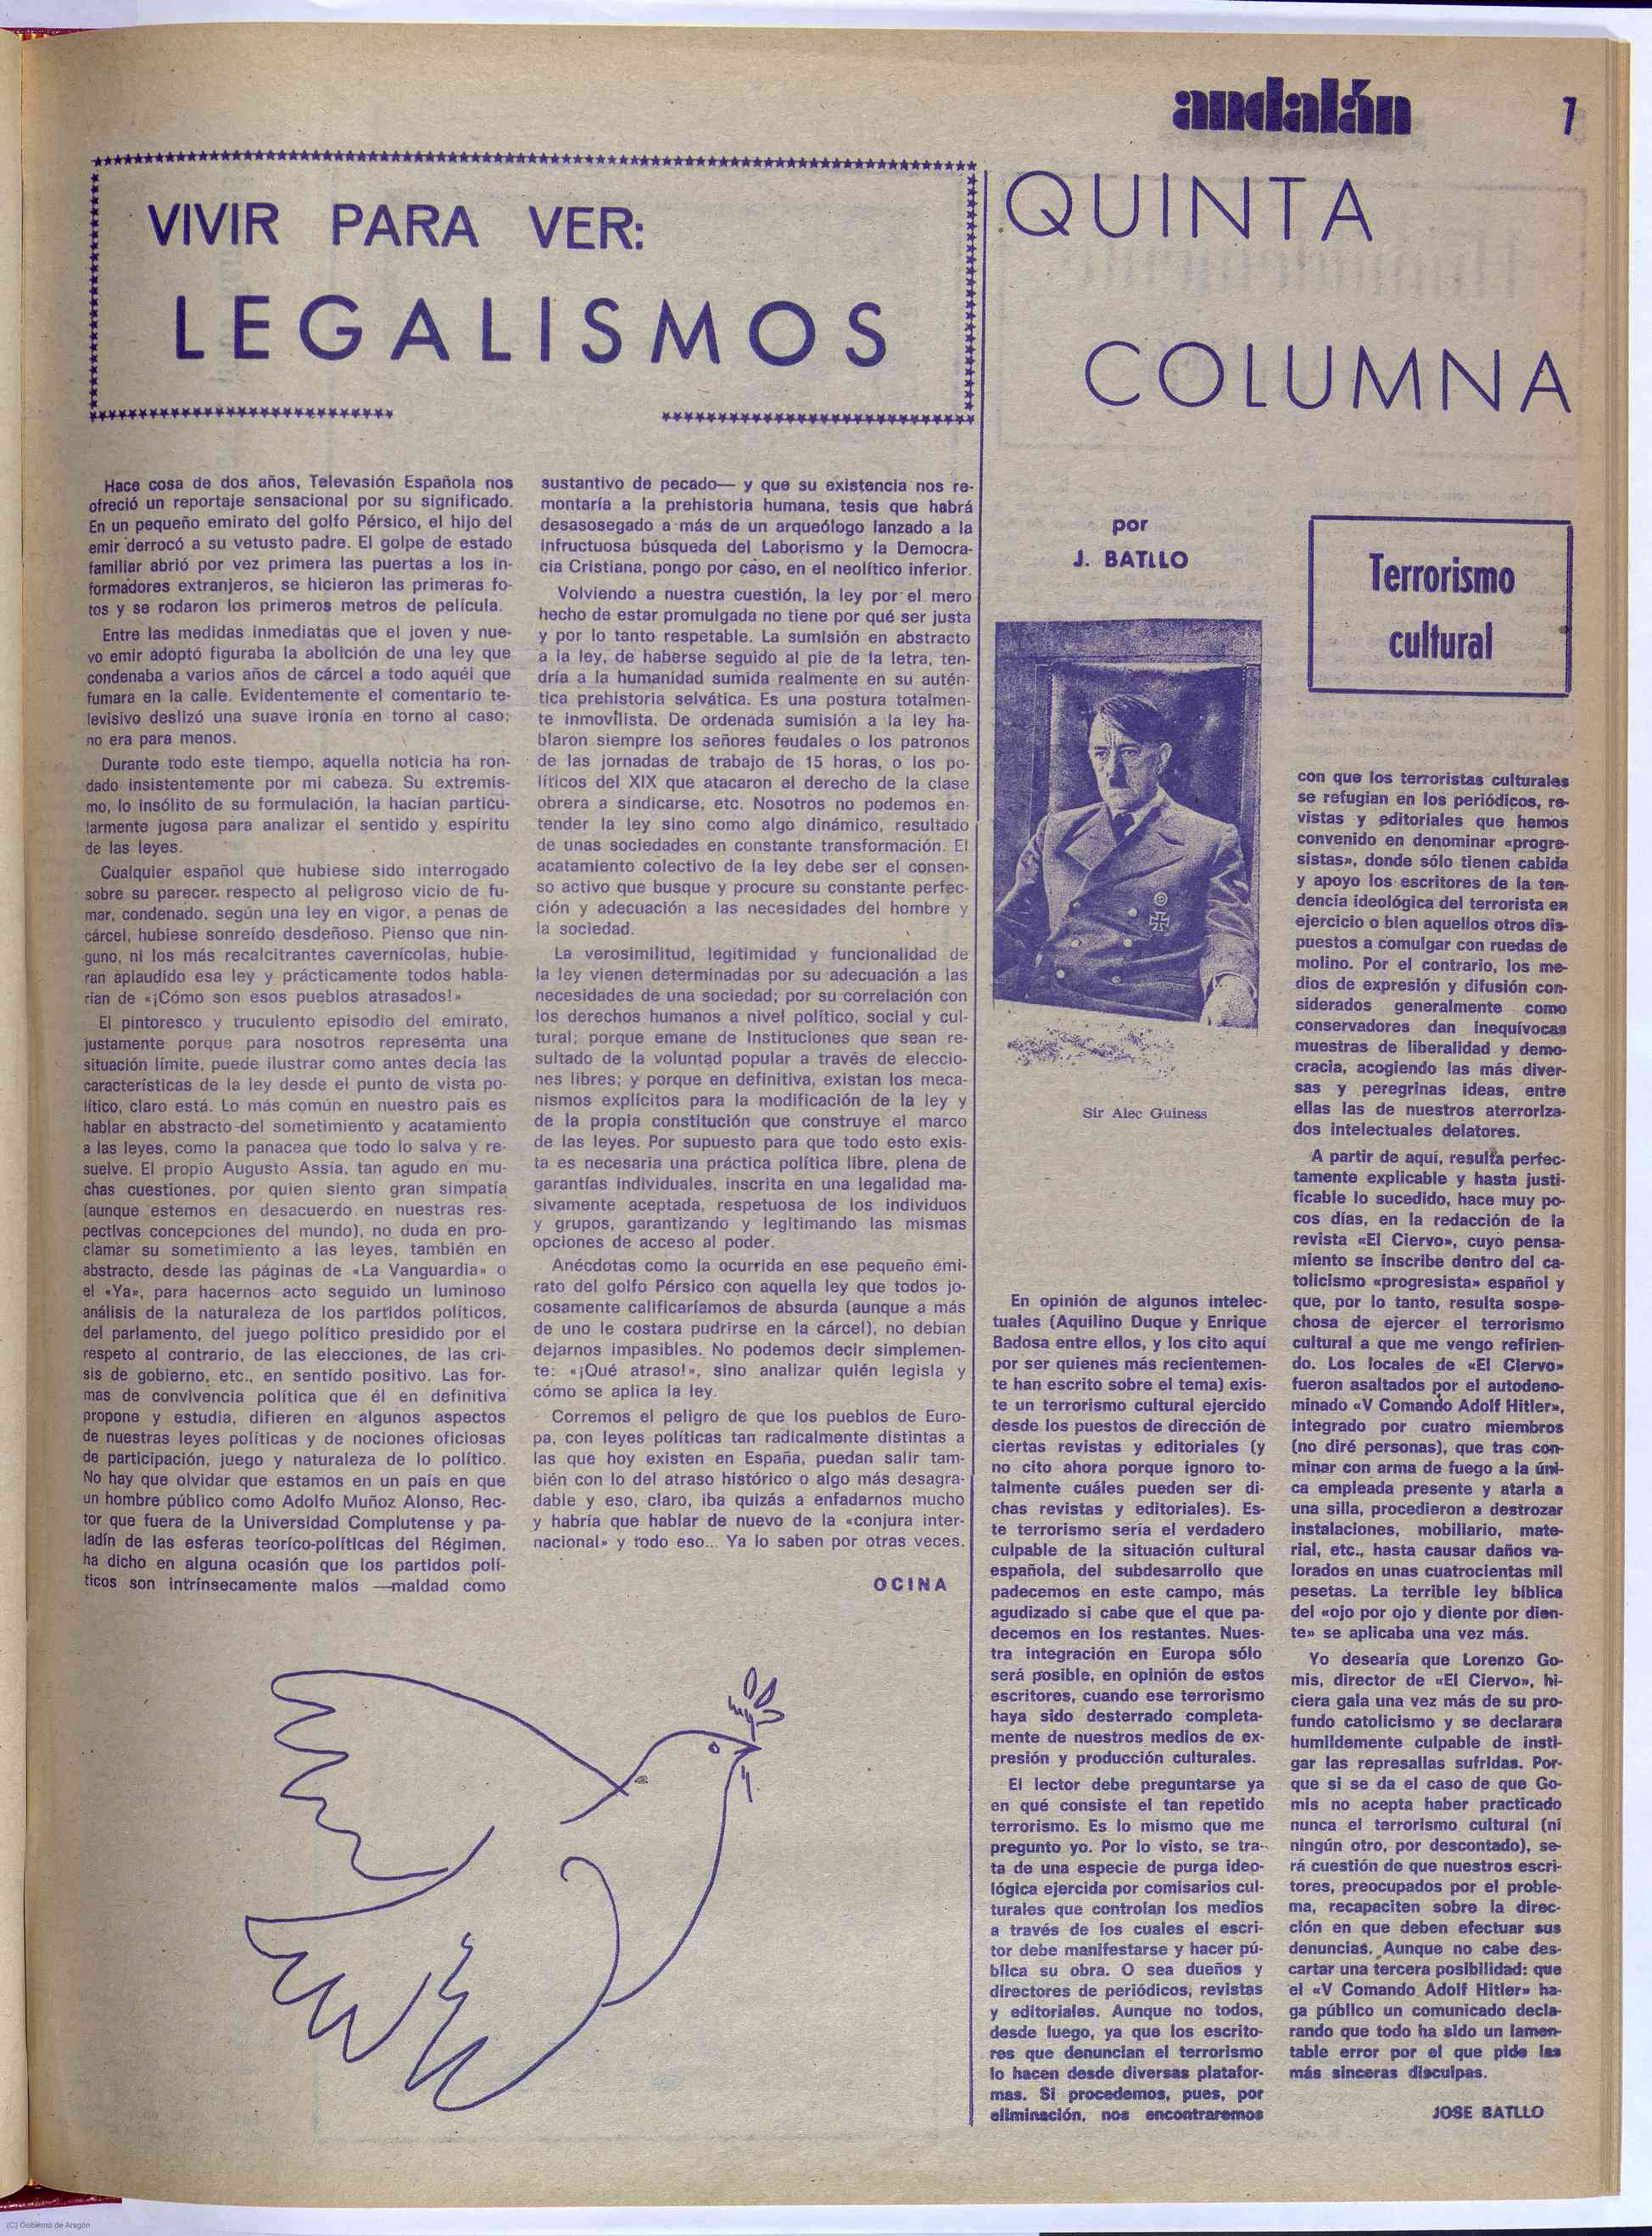 andalán
7
VIVIR PARA VER:
LEGALISMOS
Hace cosa de dos años, Televasión Española nos
ofreció un reportaje sensacional por su significado.
En un pequeño emirato del golfo Pérsico, el hijo del
emir derrocó a su vetusto padre. El golpe de estado
familiar abrió por vez primera las puertas a los in-
formadores extranjeros, se hicieron las primeras fo-
tos y se rodaron los primeros metros de película.
Entre las medidas inmediatas que el joven y nue-
vo emir adoptó figuraba la abolición de una ley que
condenaba a varios años de cárcel a todo aquél que
fumara en la calle. Evidentemente el comentario te-
levisivo deslizó una suave ironía en torno al caso;
no era para menos.
Durante todo este tiempo, aquella noticia ha ron-
dado insistentemente por mi cabeza. Su extremis-
mo, lo insólito de su formulación, la hacían particu-
larmente jugosa para analizar el sentido y espíritu
de las leyes.
Cualquier español que hubiese sido interrogado
sobre su parecer. respecto al peligroso vicio de fu-
mar, condenado, según una ley en vigor, a penas de
cárcel, hubiese sonreído desdeñoso. Pienso que nin-
guno, ni los más recalcitrantes cavernícolas, hubie-
ran aplaudido esa ley y prácticamente todos habla-
rían de «¡Cómo son esos pueblos atrasados!»
El pintoresco y truculento episodio del emirato,
justamente porque para nosotros representa una
situación límite, puede ilustrar como antes decía las
características de la ley desde el punto de vista po-
lítico, claro está. Lo más común en nuestro país es
hablar en abstracto del sometimiento y acatamiento
a las leyes, como la panacea que todo lo salva y re-
suelve. El propio Augusto Assía, tan agudo en mu-
chas cuestiones, por quien siento gran simpatía
(aunque estemos en desacuerdo en nuestras res-
pectivas concepciones del mundo), no duda en pro-
clamar su sometimiento a las leyes, también en
abstracto, desde las páginas de «La Vanguardia» o
el «Ya», para hacernos acto seguido un luminoso
análisis de la naturaleza de los partidos políticos,
del parlamento, del juego político presidido por el
respeto al contrario, de las elecciones, de las cri-
sis de gobierno, etc., en sentido positivo. Las for-
mas de convivencia política que él en definitiva
propone y estudia, difieren en algunos aspectos
de nuestras leyes políticas y de nociones oficiosas
de participación, juego y naturaleza de lo político.
No hay que olvidar que estamos en un país en que
un hombre público como Adolfo Muñoz Alonso, Rec-
tor que fuera de la Universidad Complutense y pa-
ladín de las esferas teoríco-políticas del Régimen,
ha dicho en alguna ocasión que los partidos polí-
ticos son intrínsecamente malos —maldad como
sustantivo de pecado— y que su existencia nos re-
montaría a la prehistoria humana, tesis que habrá
desasosegado a más de un arqueólogo lanzado a la
infructuosa búsqueda del Laborismo y la Democra-
cia Cristiana, pongo por caso, en el neolítico inferior.
Volviendo a nuestra cuestión, la ley por el mero
hecho de estar promulgada no tiene por qué ser justa
y por lo tanto respetable. La sumisión en abstracto
a la ley, de haberse seguido al pie de la letra, ten-
dría a la humanidad sumida realmente en su autén-
tica prehistoria selvática. Es una postura totalmen-
te inmovilista. De ordenada sumisión a la ley ha-
blaron siempre los señores feudales o los patronos
de las jornadas de trabajo de 15 horas, o los po-
líticos del XIX que atacaron el derecho de la clase
obrera a sindicarse, etc. Nosotros no podemos en-
tender la ley sino como algo dinámico, resultado
de unas sociedades en constante transformación. El
acatamiento colectivo de la ley debe ser el consen-
so activo que busque y procure su constante perfec-
ción y adecuación a las necesidades del hombre y
la sociedad.
La verosimilitud, legitimidad y funcionalidad de
la ley vienen determinadas por su adecuación a las
necesidades de una sociedad; por su correlación con
los derechos humanos a nivel político, social y cul-
tural; porque emane de Instituciones que sean re-
sultado de la voluntad popular a través de eleccio-
nes libres; y porque en definitiva, existan los meca-
nismos explícitos para la modificación de la ley y
de la propia constitución que construye el marco
de las leyes. Por supuesto para que todo esto exis-
ta es necesaria una práctica política libre, plena de
garantías individuales, inscrita en una legalidad ma-
sivamente aceptada, respetuosa de los individuos
y grupos, garantizando y legitimando las mismas
opciones de acceso al poder.
Anécdotas como la ocurrida en ese pequeño emi-
rato del golfo Pérsico con aquella ley que todos jo-
cosamente calificaríamos de absurda (aunque a más
de uno le costara pudrirse en la cárcel), no debían
dejarnos impasibles. No podemos decir simplemen-
te: «¡Qué atraso!», sino analizar quién legisla y
cómo se aplica la ley.
Corremos el peligro de que los pueblos de Euro-
pa, con leyes políticas tan radicalmente distintas a
las que hoy existen en España, puedan salir tam-
bién con lo del atraso histórico o algo más desagra-
dable y eso, claro, iba quizás a enfadarnos mucho
y habría que hablar de nuevo de la «conjura inter-
nacional» y todo eso... Ya lo saben por otras veces.
OCINA
QUINTA
COLUMNA
por
J. BATLLO
Terrorismo
cultural
Sir Alec Guiness
En opinión de algunos intelec-
tuales (Aquilino Duque y Enrique
Badosa entre ellos, y los cito aquí
por ser quienes más recientemen-
te han escrito sobre el tema) exis-
te un terrorismo cultural ejercido
desde los puestos de dirección de
ciertas revistas y editoriales (y
no cito ahora porque ignoro to-
talmente cuáles pueden ser di-
chas revistas y editoriales). Es-
te terrorismo sería el verdadero
culpable de la situación cultural
española, del subdesarrollo que
padecemos en este campo, más
agudizado si cabe que el que pa-
decemos en los restantes. Nues-
tra integración en Europa sólo
será posible, en opinión de estos
escritores, cuando ese terrorismo
haya sido desterrado completa-
mente de nuestros medios de ex-
presión y producción culturales.
El lector debe preguntarse ya
en qué consiste el tan repetido
terrorismo. Es lo mismo que me
pregunto yo. Por lo visto, se tra-
ta de una especie de purga ideo-
lógica ejercida por comisarios cul-
turales que controlan los medios
a través de los cuales el escri-
tor debe manifestarse y hacer pú-
blica su obra. O sea dueños y
directores de periódicos, revistas
y editoriales. Aunque no todos,
desde luego, ya que los escrito-
res que denuncian el terrorismo
lo hacen desde diversas platafor-
mas. Si procedemos, pues, por
eliminación, nos encontraremos
con que los terroristas culturales
se refugian en los periódicos, re-
vistas y editoriales que hemos
convenido en denominar «progre-
sistas», donde sólo tienen cabida
y apoyo los escritores de la ten-
dencia ideológica del terrorista en
ejercicio o bien aquellos otros dis-
puestos a comulgar con ruedas de
molino. Por el contrario, los me-
dios de expresión y difusión con-
siderados generalmente como
conservadores dan inequívocas
muestras de liberalidad y demo-
cracia, acogiendo las más diver-
sas y peregrinas ideas, entre
ellas las de nuestros aterroriza-
dos intelectuales delatores.
A partir de aquí, resulta perfec-
tamente explicable y hasta justi-
ficable lo sucedido, hace muy po-
cos días, en la redacción de la
revista «El Ciervo», cuyo pensa-
miento se inscribe dentro del ca-
tolicismo «progresista» español y
que, por lo tanto, resulta sospe-
chosa de ejercer el terrorismo
cultural a que me vengo refirien-
do. Los locales de «El Ciervo»
fueron asaltados por el autodeno-
minado «V Comando Adolf Hitler»,
integrado por cuatro miembros
(no diré personas), que tras con-
minar con arma de fuego a la úni-
ca empleada presente y atarla a
una silla, procedieron a destrozar
instalaciones, mobiliario, mate-
rial, etc., hasta causar daños va-
lorados en unas cuatrocientas mil
pesetas. La terrible ley bíblica
del «ojo por ojo y diente por dien-
te» se aplicaba una vez más.
Yo desearía que Lorenzo Go-
mis, director de «El Ciervo», hi-
ciera gala una vez más de su pro-
fundo catolicismo y se declarara
humildemente culpable de insti-
gar las represalias sufridas. Por-
que si se da el caso de que Go-
mis no acepta haber practicado
nunca el terrorismo cultural (ni
ningún otro, por descontado), se-
rá cuestión de que nuestros escri-
tores, preocupados por el proble-
ma, recapaciten sobre la direc-
ción en que deben efectuar sus
denuncias. Aunque no cabe des-
cartar una tercera posibilidad: que
el «V Comando Adolf Hitler» ha-
ga público un comunicado decla-
rando que todo ha sido un lamen-
table error por el que pide las
más sinceras disculpas.
JOSE BATLLO
(C) Gobierno de Aragón